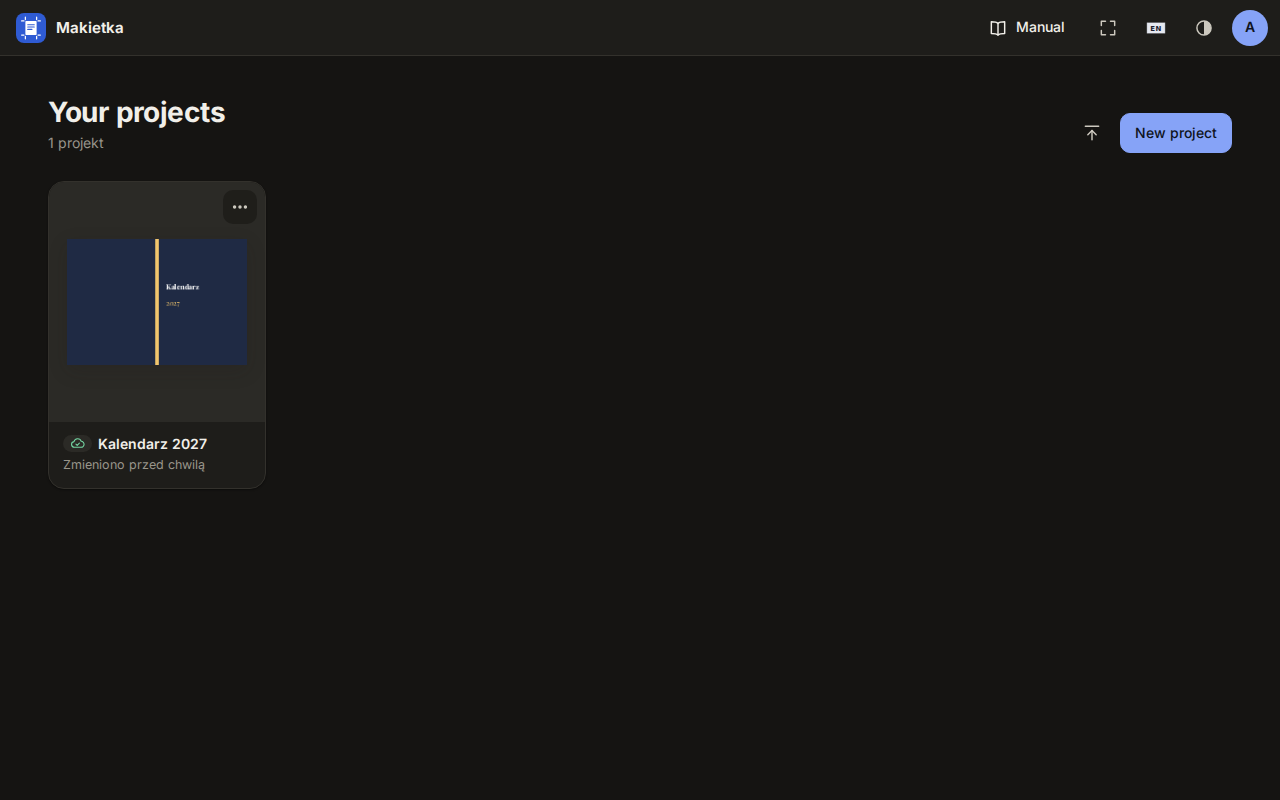 Makietka
Manual
EN
A
Your projects
1 projekt
New project
Kalendarz
2027
Kalendarz 2027
Zmieniono przed chwilą